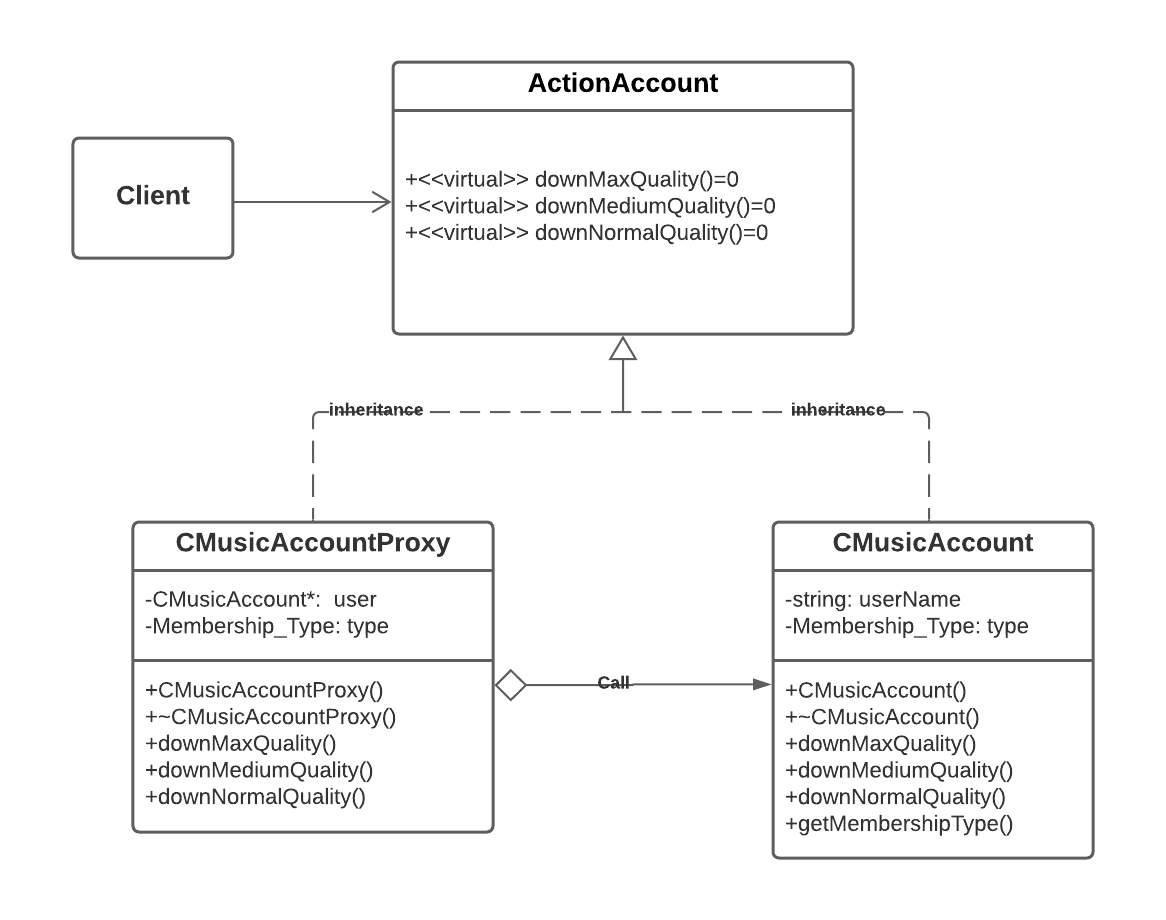 ActionAccount
Client
+<<virtual>> downMaxQuality()=0
+<<virtual>> downMediumQuality()=0
+<<virtual>> downNormalQuality()=0
inheritance
inheritance
CMusicAccountProxy
-CMusicAccount*:  user
-Membership_Type: type
+CMusicAccountProxy()
+~CMusicAccountProxy()
+downMaxQuality()
+downMediumQuality()
+downNormalQuality()
Call
CMusicAccount
-string: userName
-Membership_Type: type
+CMusicAccount()
+~CMusicAccount()
+downMaxQuality()
+downMediumQuality()
+downNormalQuality()
+getMembershipType()